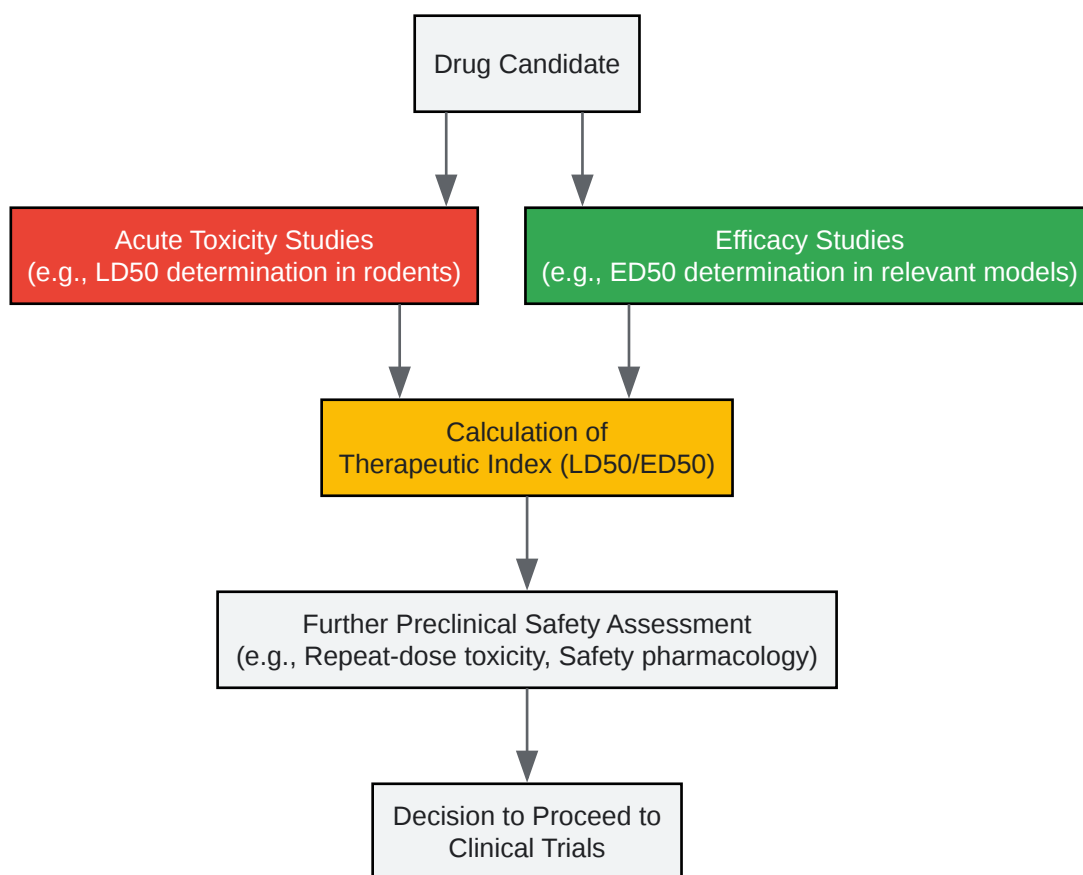 Drug Candidate
Acute Toxicity Studies
(e.g., LD50 determination in rodents)
Efficacy Studies
(e.g., ED50 determination in relevant models)
Calculation of
Therapeutic Index (LD50/ED50)
Further Preclinical Safety Assessment
(e.g., Repeat-dose toxicity, Safety pharmacology)
Decision to Proceed to
Clinical Trials